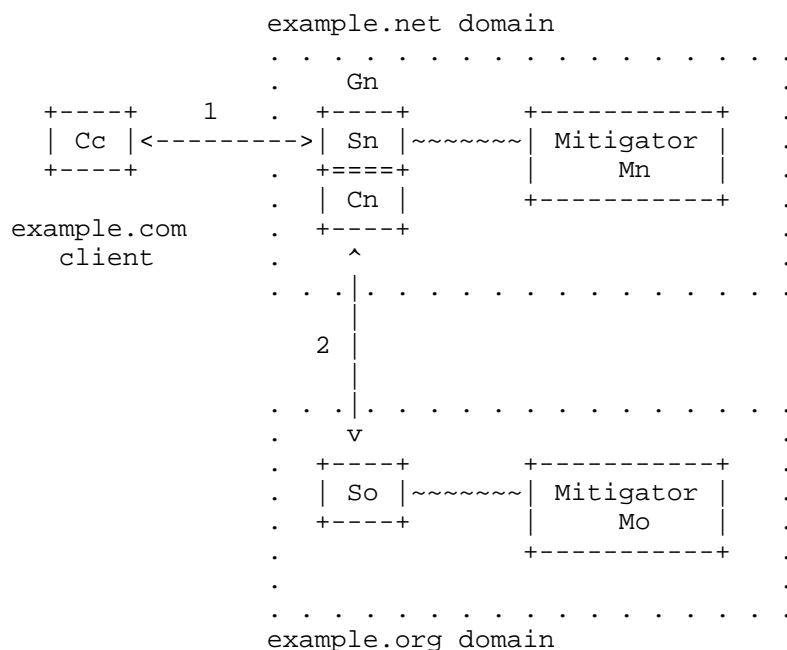 example.net domain
. . . . . . . . . . . . . . . . .
. Gn .
+----+ 1 . +----+ +-----------+ .
| Cc |<--------->| Sn |~~~~~~~| Mitigator | .
+----+ . +====+ | Mn | .
. | Cn | +-----------+ .
example.com . +----+ .
client . ^ .
. . .|. . . . . . . . . . . . . .
|
2 |
|
. . .|. . . . . . . . . . . . . .
. v .
. +----+ +-----------+ .
. | So |~~~~~~~| Mitigator | .
. +----+ | Mo | .
. +-----------+ .
. .
. . . . . . . . . . . . . . . . .
example.org domain